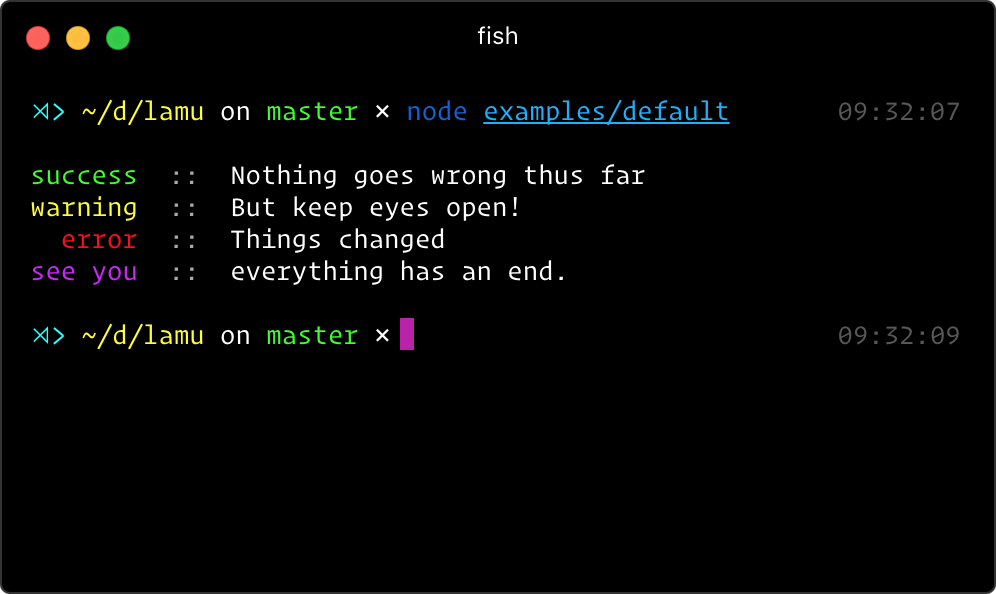 fish
⋊> ~/d/lamu on master × node examples/default 09:32:07
success :: Nothing goes wrong thus far
warning :: But keep eyes open!
error :: Things changed
see you :: everything has an end.
⋊> ~/d/lamu on master × 09:32:09